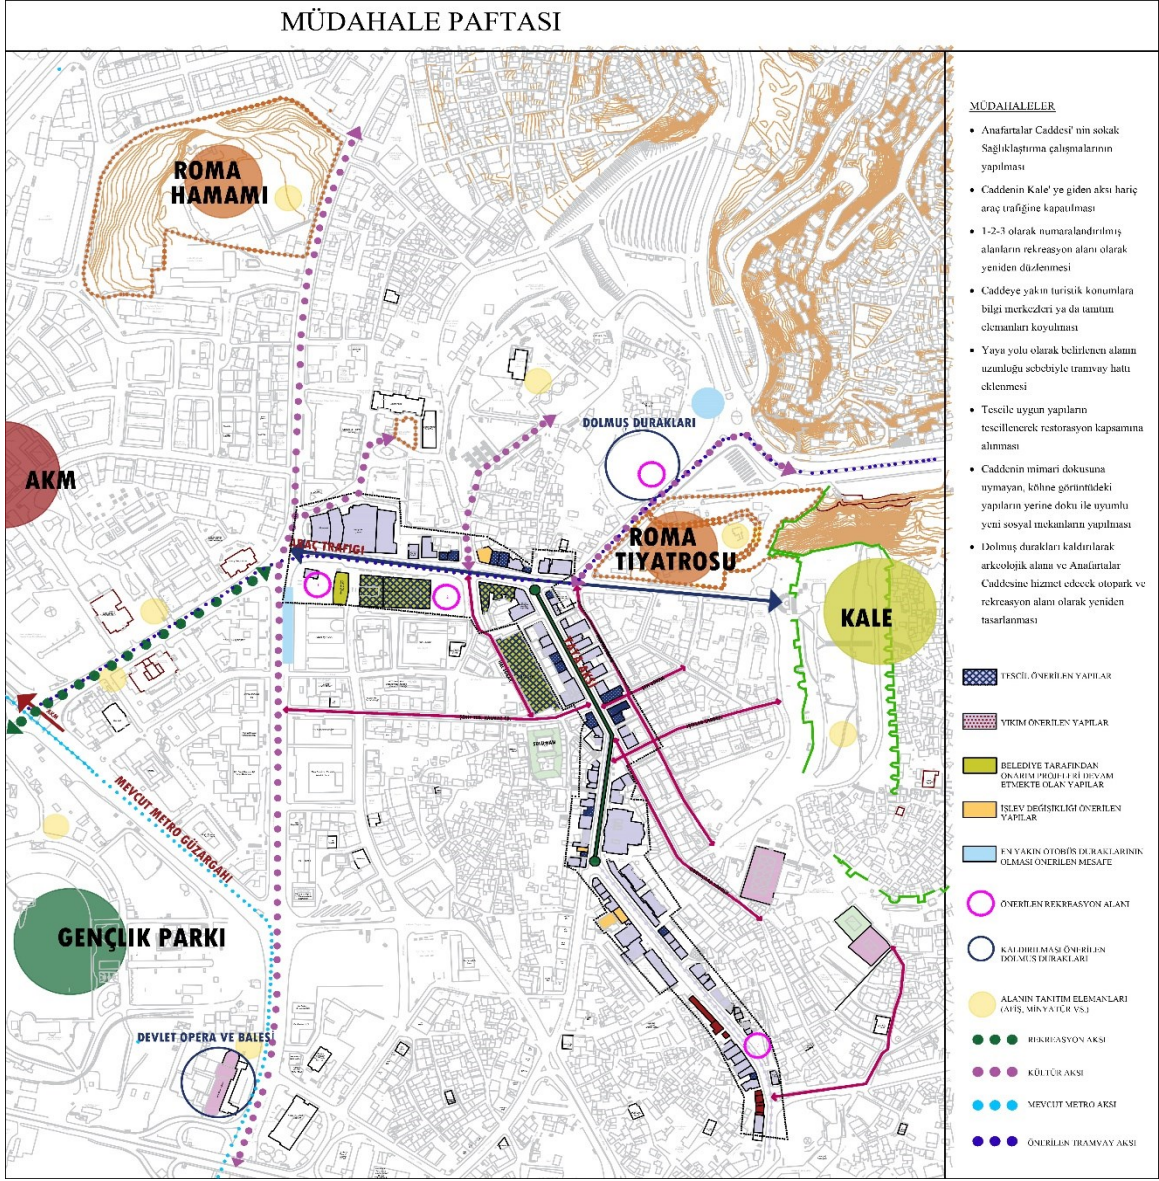 MÜDAHALE PAFTASI
ROMA
HAMAMI
AKM
DOLMUŞ DURAKLARI
ROMA
TIYATROSU
KALE
ARAÇ TRAFİĞİ
YAYA AKSI
AKM
MEVCUT METRO GÜZARGAHI
GENÇLIK PARKI
DEVLET OPERA VE BALESİ
MÜDAHALELER
• Anafartalar Caddesi' nin sokak
Sağlıklaştırma çalışmalarının
yapılması
• Caddenin Kale' ye giden aksı hariç
araç trafiğine kapatılması
• 1-2-3 olarak numaralandırılmış
alanların rekreasyon alanı olarak
yeniden düzlenmesi
• Caddeye yakın turistik konumlara
bilgi merkezleri ya da tanıtım
elemanları koyulması
• Yaya yolu olarak belirlenen alanın
uzunluğu sebebiyle tramvay hattı
eklenmesi
• Tescile uygun yapıların
tescillenerek restorasyon kapsamına
alınması
• Caddenin mimari dokusuna
uymayan, köhne görüntüdeki
yapıların yerine doku ile uyumlu
yeni sosyal mekanların yapılması
• Dolmuş durakları kaldırılarak
arkeolojik alana ve Anafartalar
Caddesine hizmet edecek otopark ve
rekreasyon alanı olarak yeniden
tasarlanması
TESCİL ÖNERİLEN YAPILAR
YIKIM ÖNERİLEN YAPILAR
BELEDİYE TARAFINDAN
ONARIM PROJELERİ DEVAM
ETMEKTE OLAN YAPILAR
İŞLEV DEĞİŞİKLİĞİ ÖNERİLEN
YAPILAR
EN YAKIN OTOBÜS DURAKLARININ
OLMASI ÖNERİLEN MESAFE
ÖNERİLEN REKREASYON ALANI
KALDIRILMASI ÖNERİLEN
DOLMUŞ DURAKLARI
ALANIN TANITIM ELEMANLARI
(AFİŞ, MİNYATÜR VS.)
REKREASYON AKSI
KÜLTÜR AKSI
MEVCUT METRO AKSI
ÖNERİLEN TRAMVAY AKSI